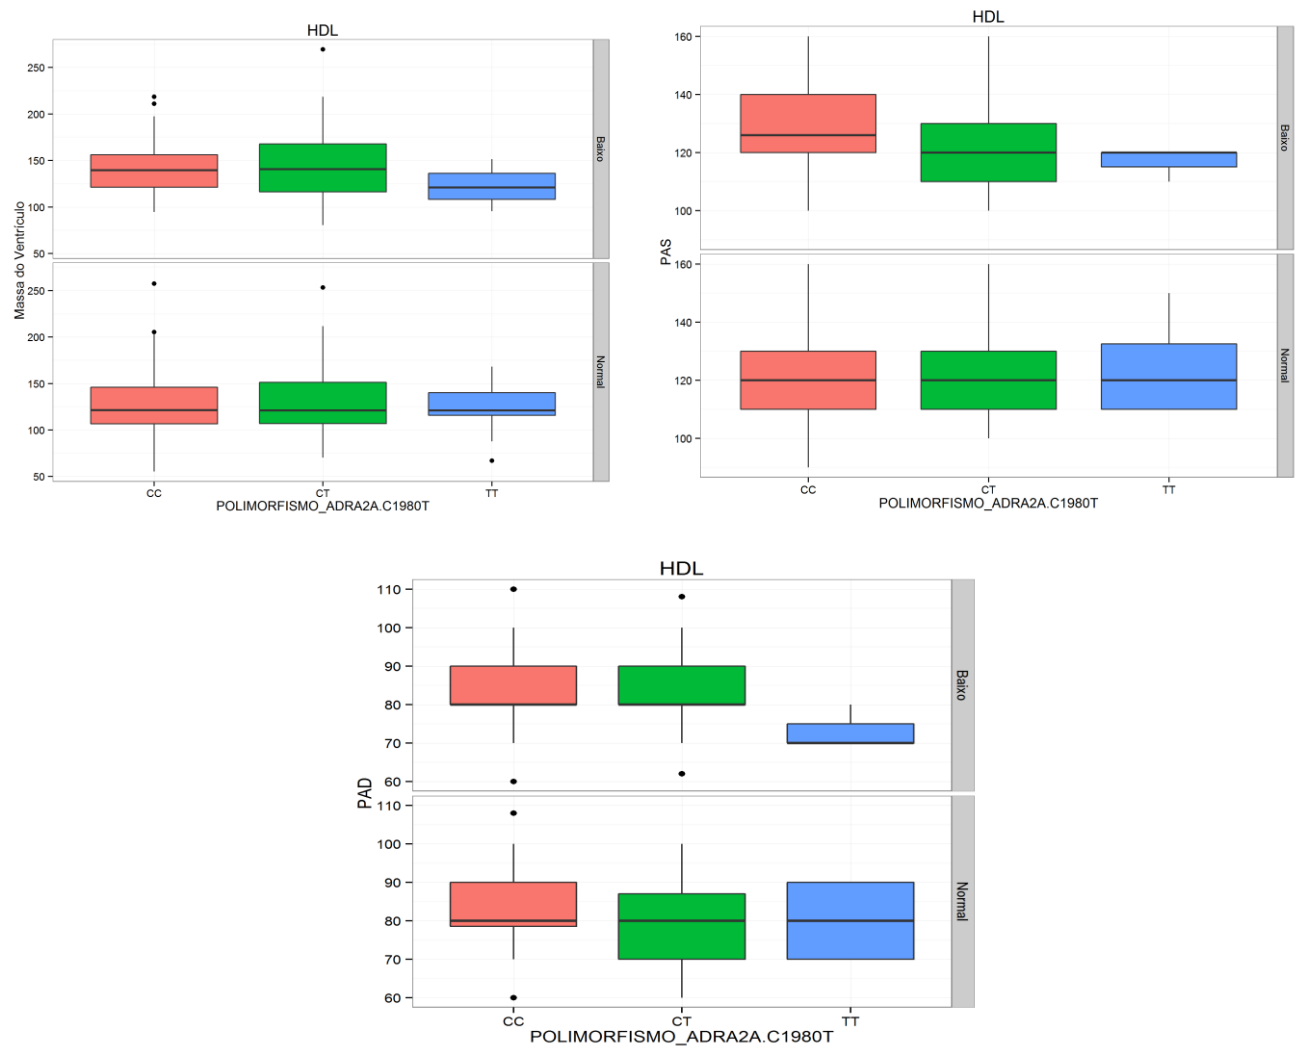 HDL
Massa do Ventriculo
250
200
150
100
50
Baixo
250
200
150
100
50
Normal
CC CT TT
POLIMORFISMO_ADRA2A.C1980T
HDL
PAS
160
140
120
100
Baixo
160
140
120
100
Normal
CC CT TT
POLIMORFISMO_ADRA2A.C1980T
HDL
PAD
110
100
90
80
70
60
Baixo
110
100
90
80
70
60
Normal
CC CT TT
POLIMORFISMO_ADRA2A.C1980T